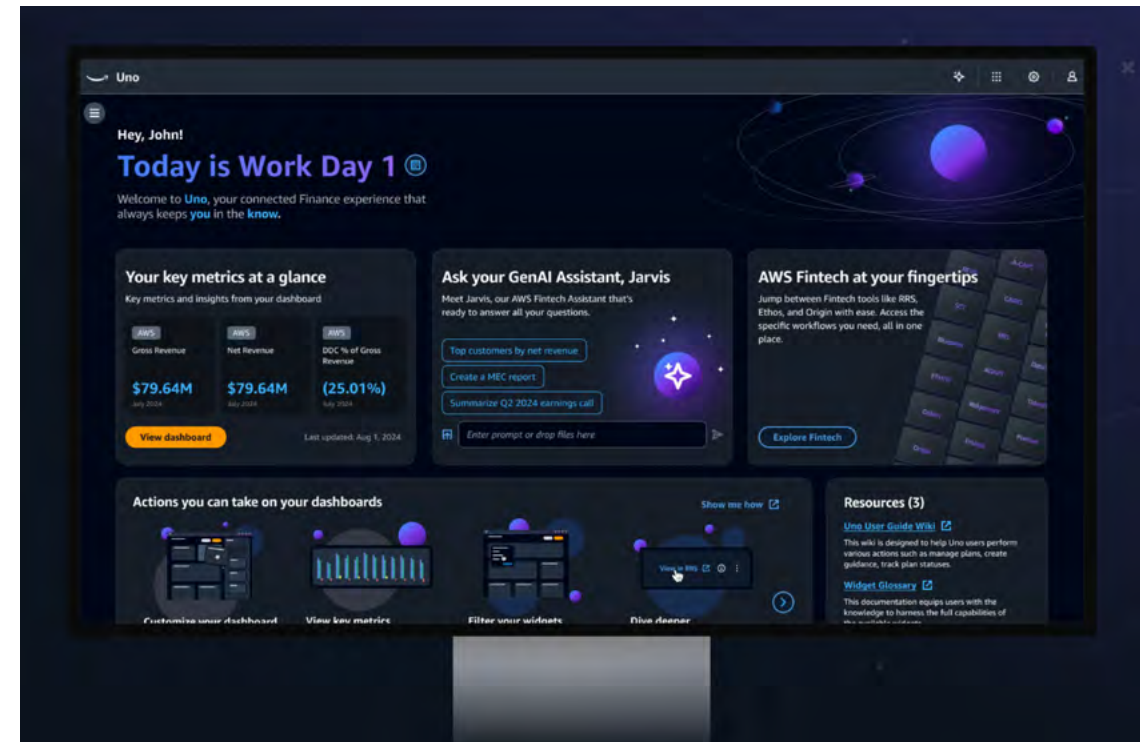 Uno
Hey, John!
Today is Work Day 1
Welcome to Uno, your connected Finance experience that
always keeps you in the know.
Your key metrics at a glance
Key metrics and insights from your dashboard
AWS
Gross Revenue
$79.64M
July 2024
AWS
Net Revenue
$79.64M
July 2024
AWS
DDC % of Gross
Revenue
(25.01%)
July 2024
View dashboard
Last updated: Aug 1, 2024
Ask your GenAI Assistant, Jarvis
Meet Jarvis, our AWS Fintech Assistant that's
ready to answer all your questions.
Top customers by net revenue
Create a MEC report
Summarize Q2 2024 earnings call
Enter prompt or drop files here
AWS Fintech at your fingertips
Jump between Fintech tools like RRS,
Ethos, and Origin with ease. Access the
specific workflows you need, all in one
place.
Explore Fintech
Actions you can take on your dashboards
Show me how
View in RRS
Customize your dashboard
View key metrics
Filter your widgets
Dive deeper
Resources (3)
Uno User Guide Wiki
This wiki is designed to help Uno users perform
various actions such as manage plans, create
guidance, track plan statuses.
Widget Glossary
This documentation equips users with the
knowledge to harness the full capabilities of
the available widgets